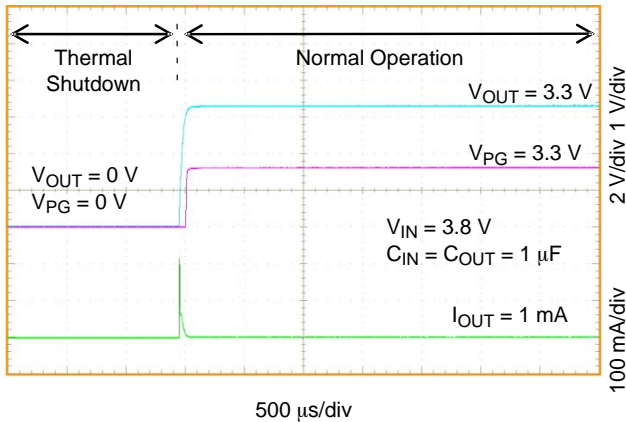 Thermal
Shutdown
Normal Operation
VOUT = 3.3 V
VOUT = 0 V
VPG = 0 V
VPG = 3.3 V
VIN = 3.8 V
CIN = COUT = 1 μF
IOUT = 1 mA
2 V/div 1 V/div
100 mA/div
500 μs/div